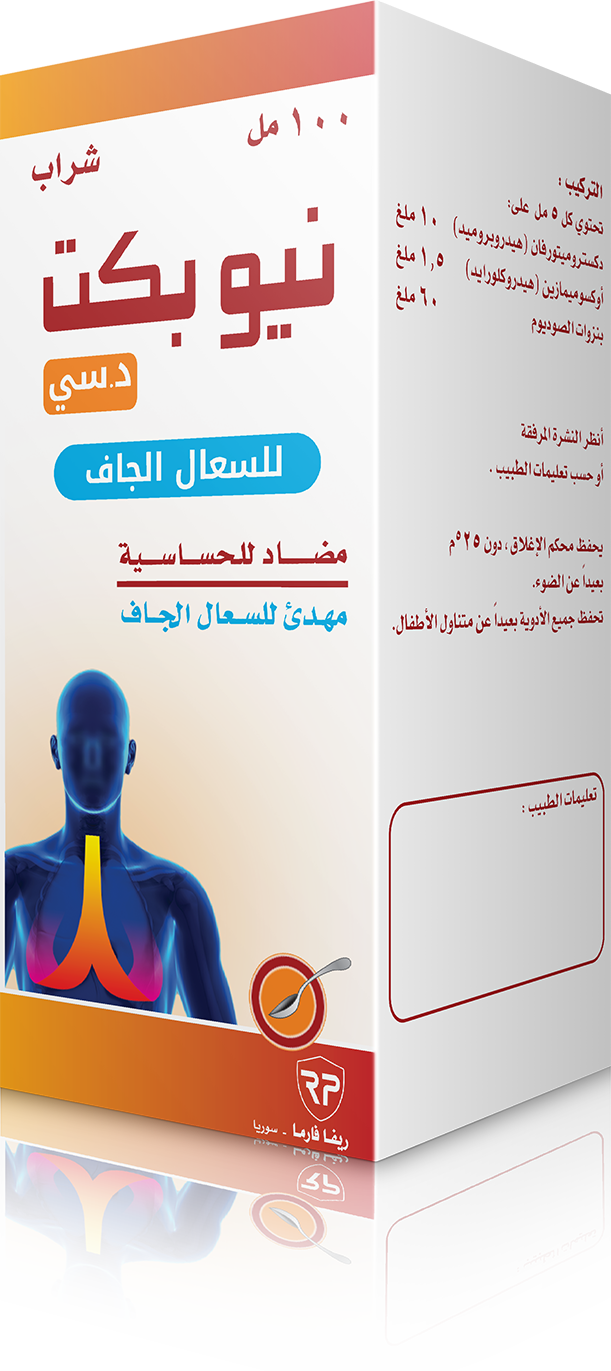 ١٠٠ مل
شراب
نيو بكت
د.سي
للسعال الجاف
مضاد للحساسية
مهدئ للسعال الجاف
RP
ريفا فارما - سوريا
التركيب :
تحتوي كل ٥ مل على:
دكستروميتورفان (هيدروبروميد) ١٠ ملغ
أوكسوميمازين (هيدروكلورايد) ١,٥ ملغ
بنزوات الصوديوم ٦٠ ملغ
أنظر النشرة المرفقة
أو حسب تعليمات الطبيب .
يحفظ محكم الإغلاق ، دون ٢٥°م
بعيداً عن الضوء.
تحفظ جميع الأدوية بعيداً عن متناول الأطفال.
تعليمات الطبيب :